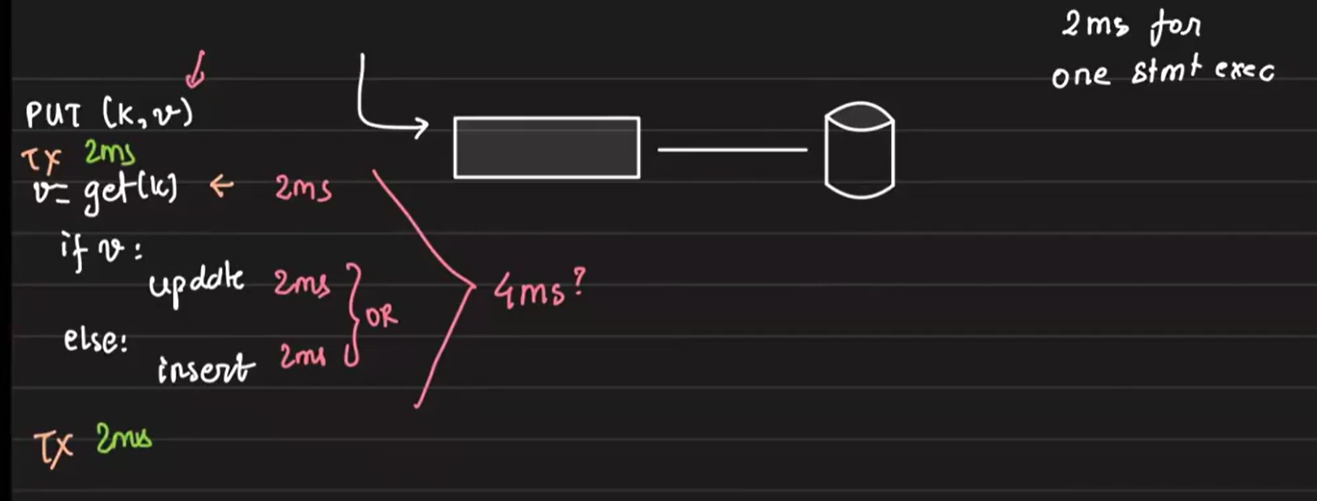 2ms for
one stmt exec
PUT (k, v)
TX 2ms
v= get(k) ← 2ms
if v:
update 2ms
OR
4ms?
else:
insert 2ms
TX 2ms